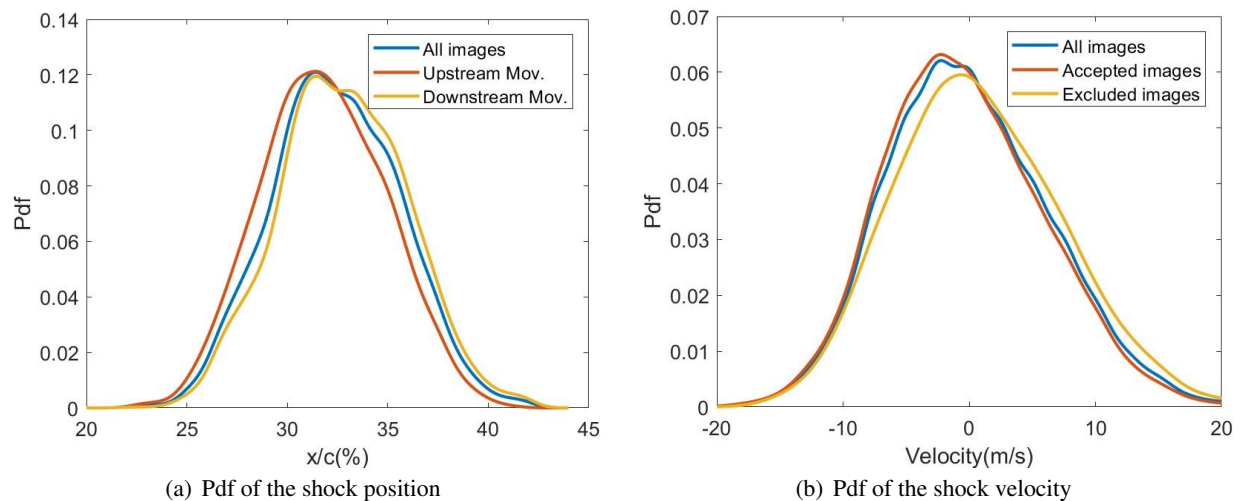 0.14
0.12
0.1
0.08
0.06
0.04
0.02
0
Pdf
20
25
30
35
40
45
x/c(%)
All images
Upstream Mov.
Downstream Mov.
(a) Pdf of the shock position
0.07
0.06
0.05
0.04
0.03
0.02
0.01
0
Pdf
-20
-10
0
10
20
Velocity(m/s)
All images
Accepted images
Excluded images
(b) Pdf of the shock velocity